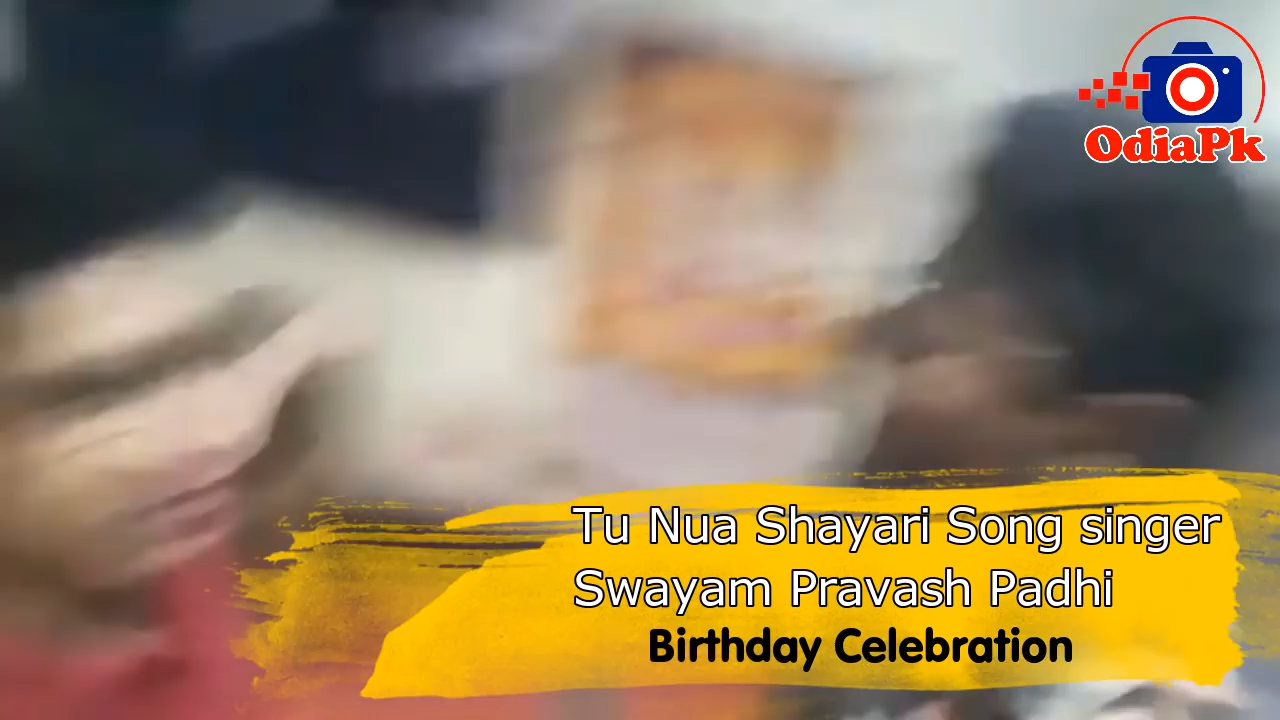 OdiaPk
Tu Nua Shayari Song singer
Swayam Pravash Padhi
Birthday Celebration